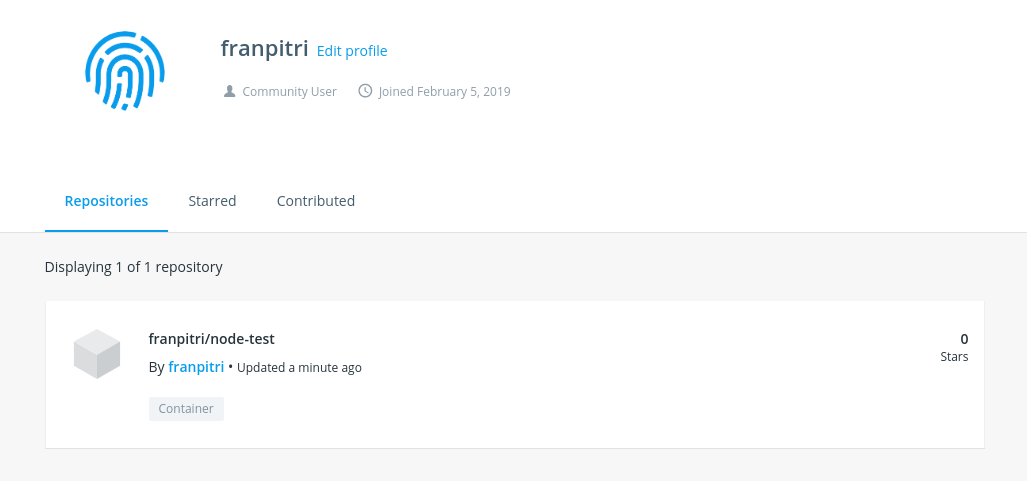 franpitri Edit profile
Community User Joined February 5, 2019
Repositories Starred Contributed
Displaying 1 of 1 repository
franpitri/node-test 0
By franpitri • Updated a minute ago Stars
Container